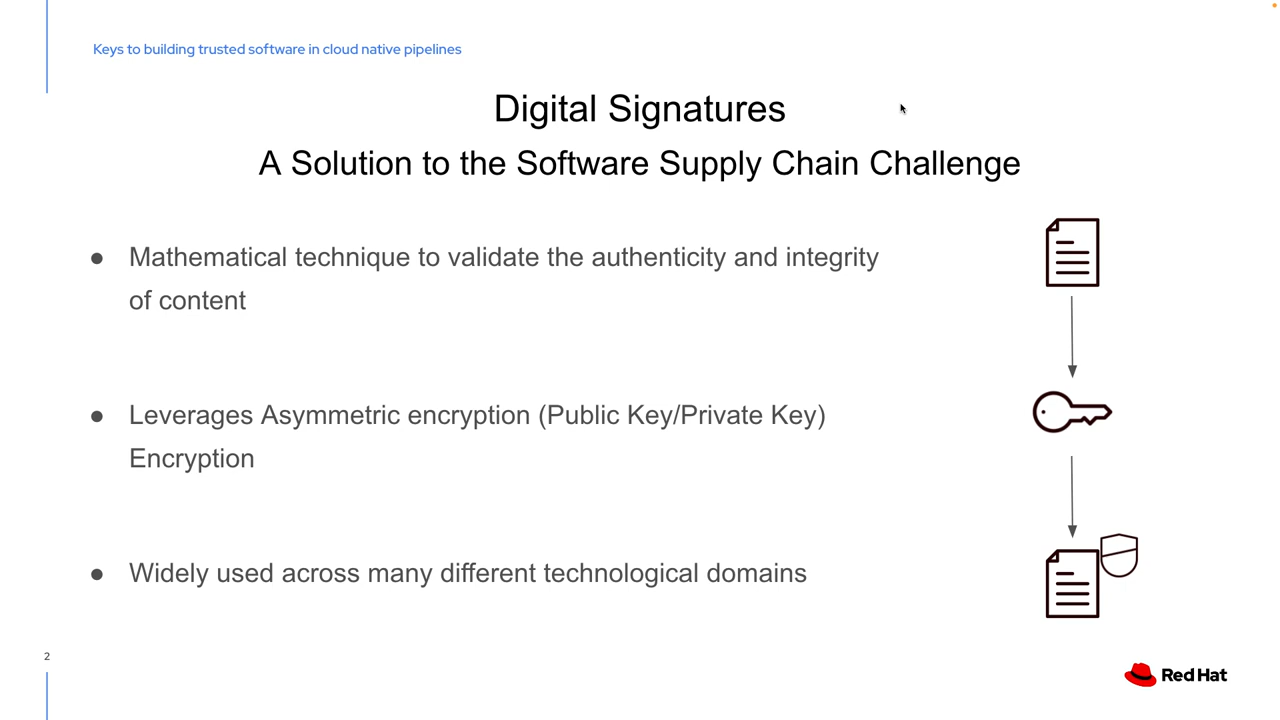 Keys to building trusted software in cloud native pipelines
Digital Signatures
A Solution to the Software Supply Chain Challenge
● Mathematical technique to validate the authenticity and integrity
of content
● Leverages Asymmetric encryption (Public Key/Private Key)
Encryption
● Widely used across many different technological domains
2
Red Hat